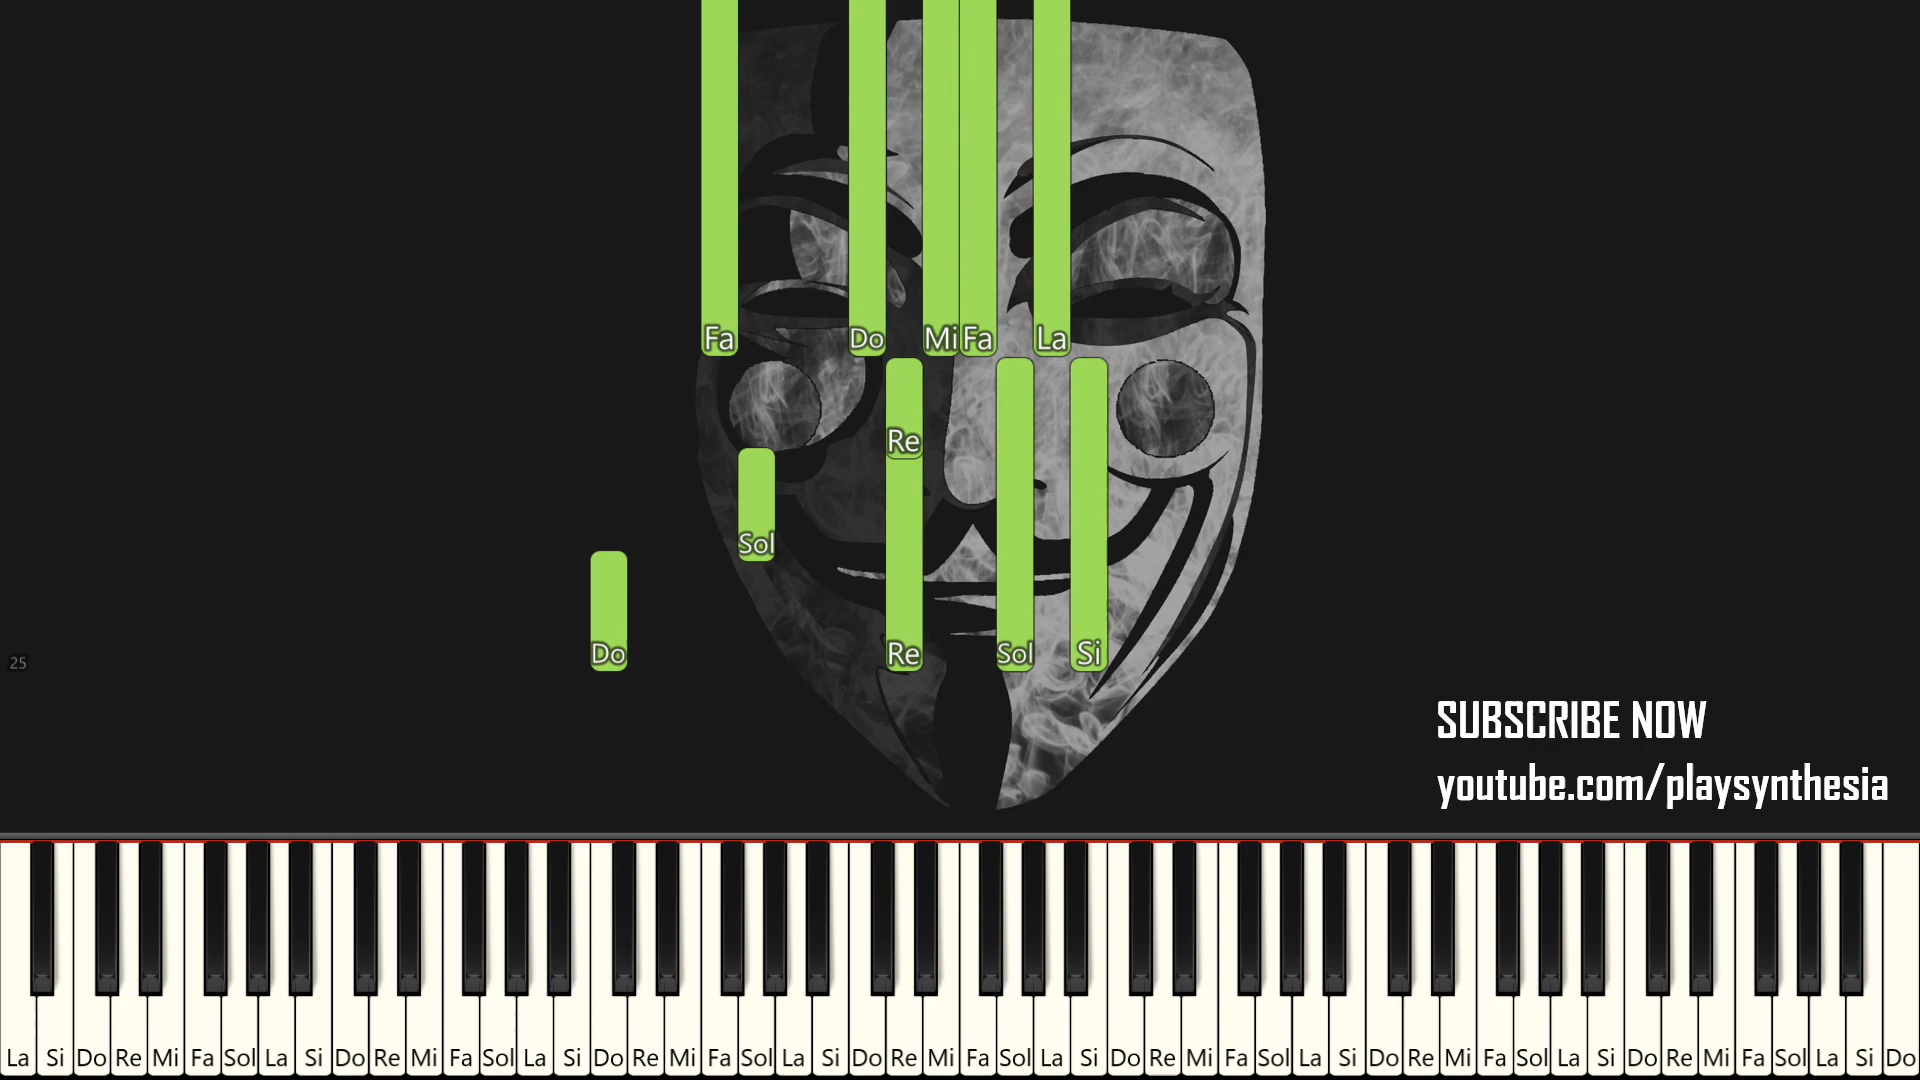 Fa Do Mi Fa La
Re
Sol
Do Re Sol Si
25
SUBSCRIBE NOW
youtube.com/playsynthesia
La Si Do Re Mi Fa Sol La Si Do Re Mi Fa Sol La Si Do Re Mi Fa Sol La Si Do Re Mi Fa Sol La Si Do Re Mi Fa Sol La Si Do Re Mi Fa Sol La Si Do Re Mi Fa Sol La Si Do